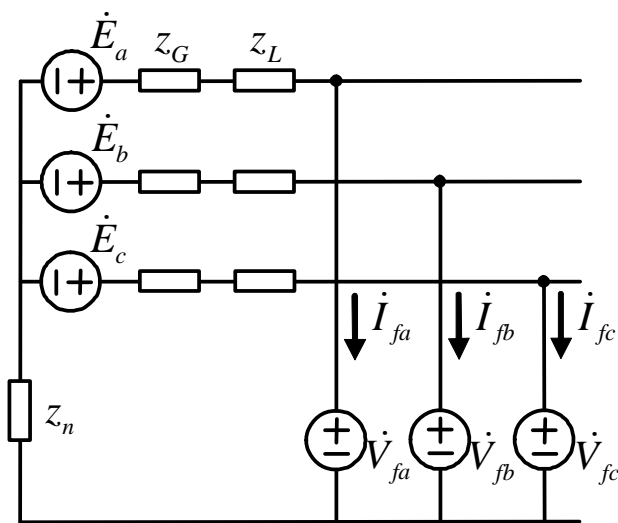 Ė_a z_G z_L
Ė_b
Ė_c
İ_fa İ_fb İ_fc
z_n
V̇_fa V̇_fb V̇_fc